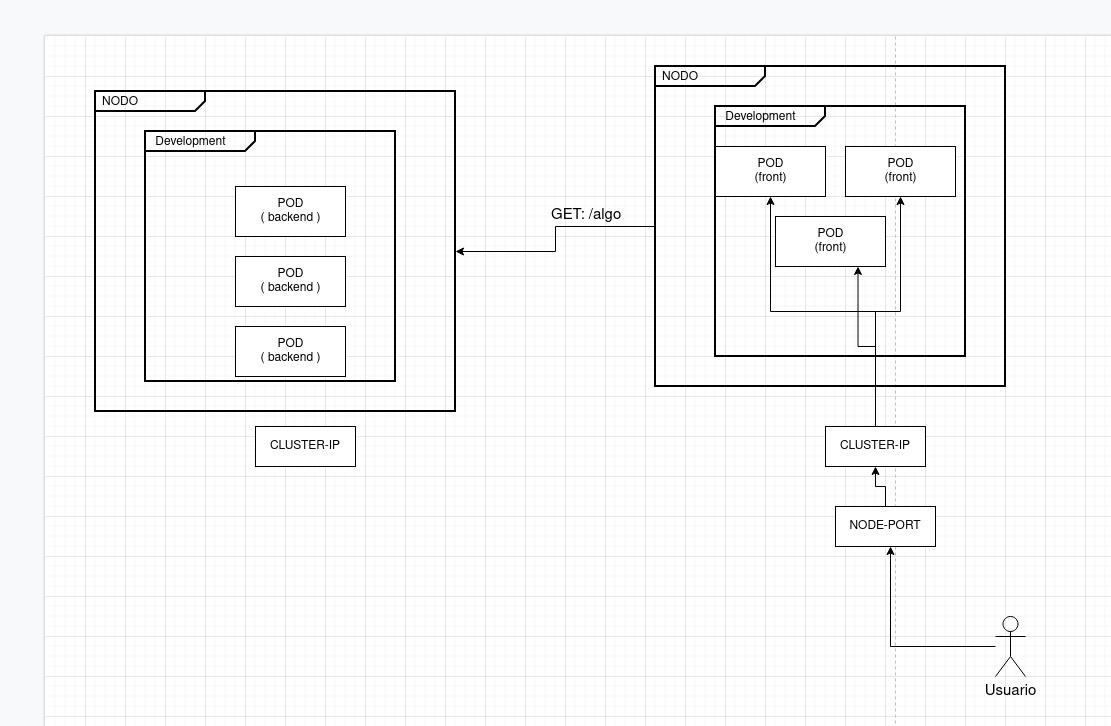 NODO
Development
POD
( backend )
POD
( backend )
POD
( backend )
CLUSTER-IP
GET: /algo
NODO
Development
POD
(front)
POD
(front)
POD
(front)
CLUSTER-IP
NODE-PORT
Usuario